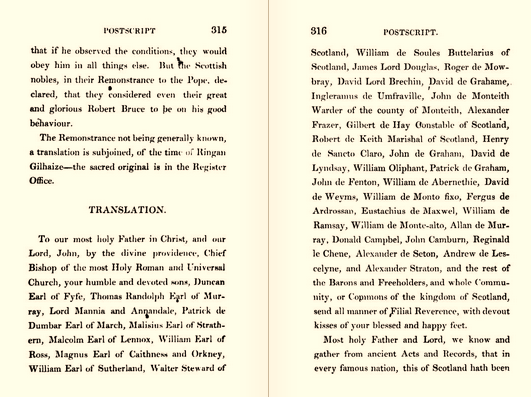 POSTSCRIPT 315
that if he observed the conditions, they would
obey him in all things else. But the Scottish
nobles, in their Remonstrance to the Pope, de-
clared, that they considered even their great
and glorious Robert Bruce to be on his good
behaviour.
The Remonstrance not being generally known,
a translation is subjoined, of the time of Ringan
Gilhaize—the sacred original is in the Register
Office.
TRANSLATION.
To our most holy Father in Christ, and our
Lord, John, by the divine providence, Chief
Bishop of the most Holy Roman and Universal
Church, your humble and devoted sons, Duncan
Earl of Fyfe, Thomas Randolph Earl of Mur-
ray, Lord Mannia and Annandale, Patrick de
Dumbar Earl of March, Malisius Earl of Strath-
ern, Malcolm Earl of Lennox, William Earl of
Ross, Magnus Earl of Caithness and Orkney,
William Earl of Sutherland, Walter Steward of
316 POSTSCRIPT.
Scotland, William de Soules Buttelarius of
Scotland, James Lord Douglas, Roger de Mow-
bray, David Lord Brechin, David de Grahame,
Ingleramus de Umfraville, John de Monteith
Warder of the county of Monteith, Alexander
Frazer, Gilbert de Hay Constable of Scotland,
Robert de Keith Marishal of Scotland, Henry
de Sancto Claro, John de Graham, David de
Lyndsay, William Oliphant, Patrick de Graham,
John de Fenton, William de Abernethie, David
de Weyms, William de Monto fixo, Fergus de
Ardrossan, Eustachius de Maxwel, William de
Ramsay, William de Monte-alto, Allan de Mur-
ray, Donald Campbel, John Camburn, Reginald
le Chene, Alexander de Seton, Andrew de Les-
celyne, and Alexander Straton, and the rest of
the Barons and Freeholders, and whole Commu-
nity, or Commons of the kingdom of Scotland,
send all manner of Filial Reverence, with devout
kisses of your blessed and happy feet.
Most holy Father and Lord, we know and
gather from ancient Acts and Records, that in
every famous nation, this of Scotland hath been